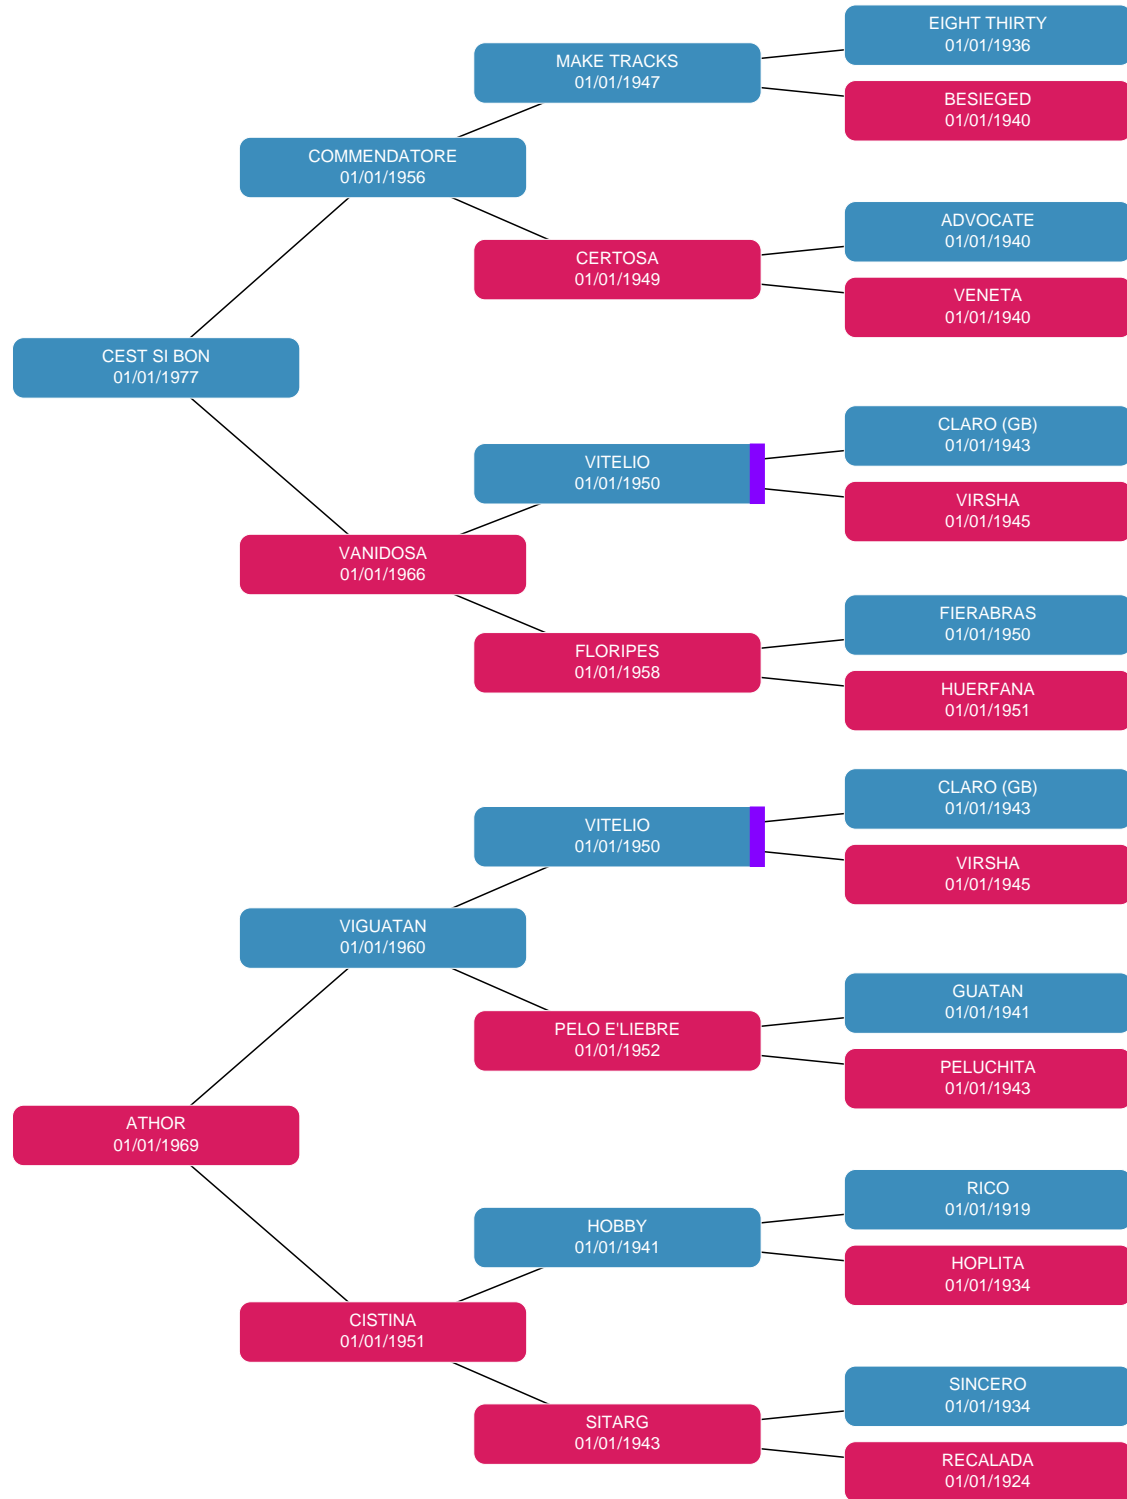 EIGHT THIRTY
01/01/1936
MAKE TRACKS
01/01/1947
BESIEGED
01/01/1940
COMMENDATORE
01/01/1956
ADVOCATE
01/01/1940
CERTOSA
01/01/1949
VENETA
01/01/1940
CEST SI BON
01/01/1977
CLARO (GB)
01/01/1943
VITELIO
01/01/1950
VIRSHA
01/01/1945
VANIDOSA
01/01/1966
FIERABRAS
01/01/1950
FLORIPES
01/01/1958
HUERFANA
01/01/1951
CLARO (GB)
01/01/1943
VITELIO
01/01/1950
VIRSHA
01/01/1945
VIGUATAN
01/01/1960
GUATAN
01/01/1941
PELO E'LIEBRE
01/01/1952
PELUCHITA
01/01/1943
ATHOR
01/01/1969
RICO
01/01/1919
HOBBY
01/01/1941
HOPLITA
01/01/1934
CISTINA
01/01/1951
SINCERO
01/01/1934
SITARG
01/01/1943
RECALADA
01/01/1924